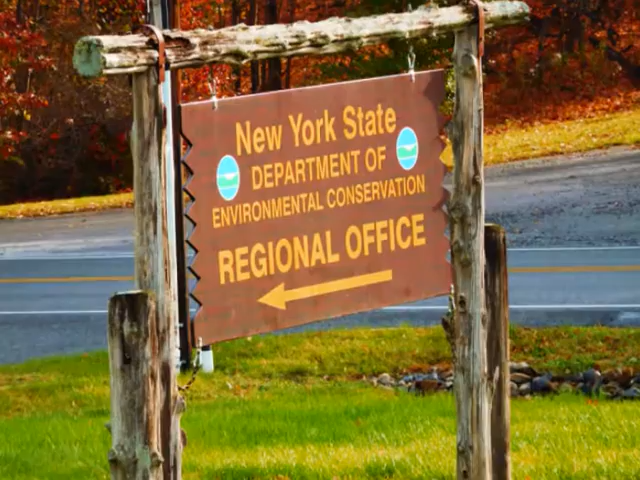 New York State
DEPARTMENT OF
ENVIRONMENTAL CONSERVATION
REGIONAL OFFICE